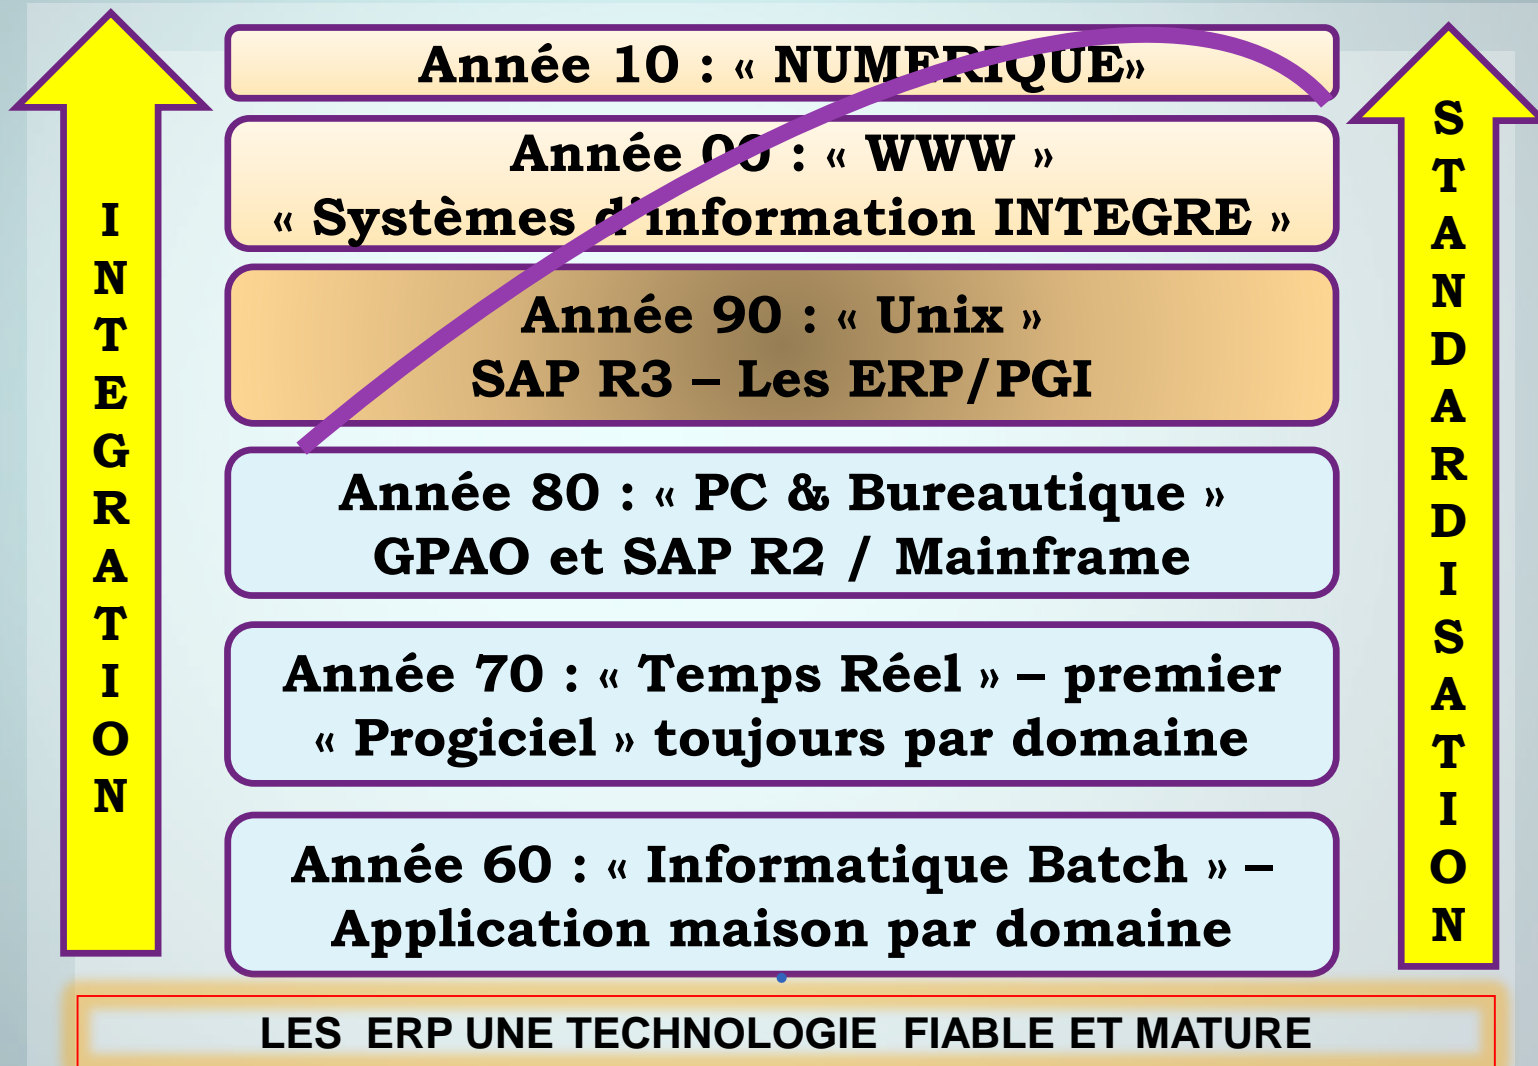 Année 10 : « NUMERIQUE»
Année 00 : « WWW »
« Systèmes d'information INTEGRE »
Année 90 : « Unix »
SAP R3 – Les ERP/PGI
Année 80 : « PC & Bureautique »
GPAO et SAP R2 / Mainframe
Année 70 : « Temps Réel » – premier
« Progiciel » toujours par domaine
Année 60 : « Informatique Batch » –
Application maison par domaine
INTEGRATION
STANDARDISATION
LES ERP UNE TECHNOLOGIE FIABLE ET MATURE